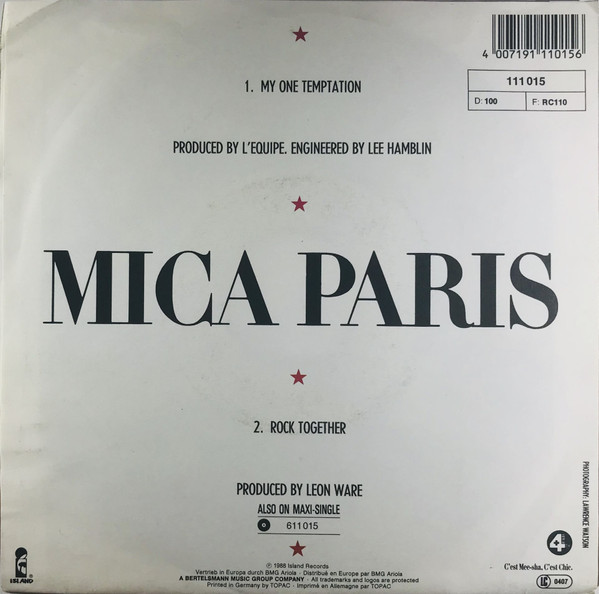 4 007191 110156
111 015
D: 100
F: RC110
1. MY ONE TEMPTATION
PRODUCED BY L'EQUIPE. ENGINEERED BY LEE HAMBLIN
MICA PARIS
2. ROCK TOGETHER
PRODUCED BY LEON WARE
ALSO ON MAXI-SINGLE
611 015
PHOTOGRAPHY: LAWRENCE WATSON
4
ISLAND
℗ 1988 Island Records
Vertrieb in Europa durch BMG Ariola · Distribué en Europe par BMG Ariola
A BERTELSMANN MUSIC GROUP COMPANY · All trademarks and logos are protected
Printed in Germany by TOPAC · Imprimé en Allemagne par TOPAC
C'est Mee-sha, C'est Chic.
LC 0407